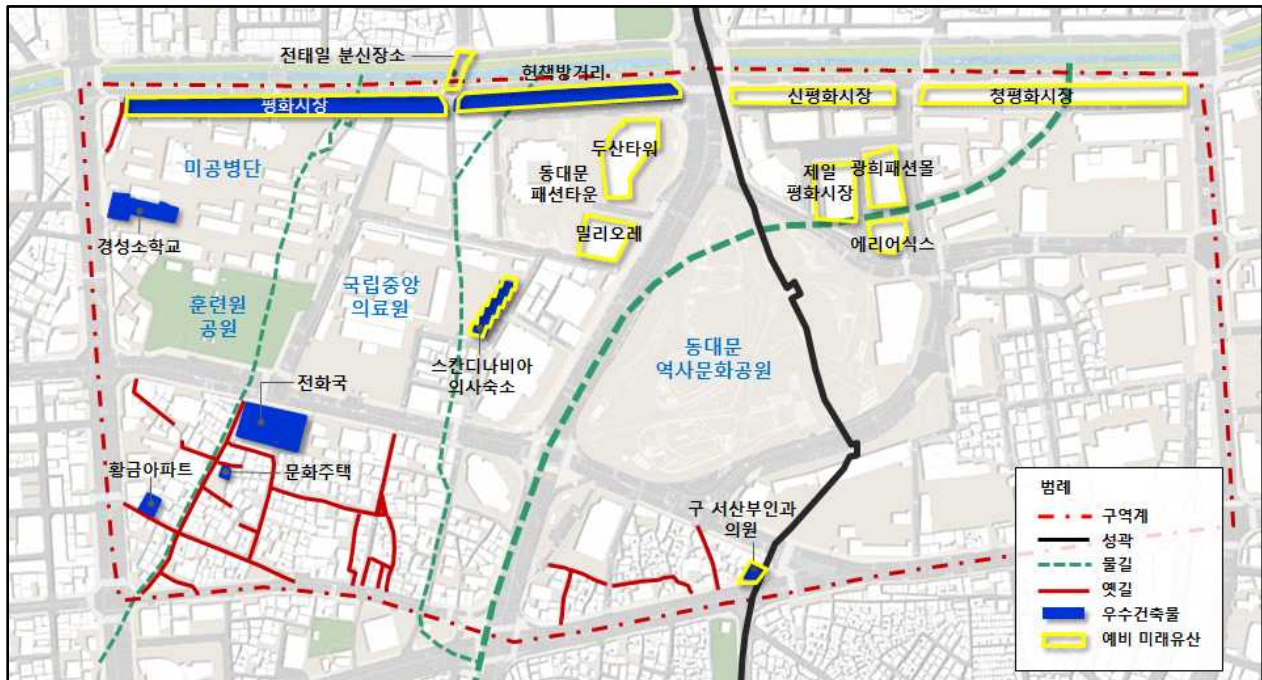 전태일 분신장소
헌책방거리
평화시장
신평화시장
청평화시장
미공병단
두산타워
동대문
패션타운
제일
평화시장
광희패션몰
경성소학교
밀리오레
에리어식스
훈련원
공원
국립중앙
의료원
스칸디나비아
의사숙소
동대문
역사문화공원
전화국
황금아파트
문화주택
구 서산부인과
의원
범례
구역계
성곽
물길
옛길
우수건축물
예비 미래유산